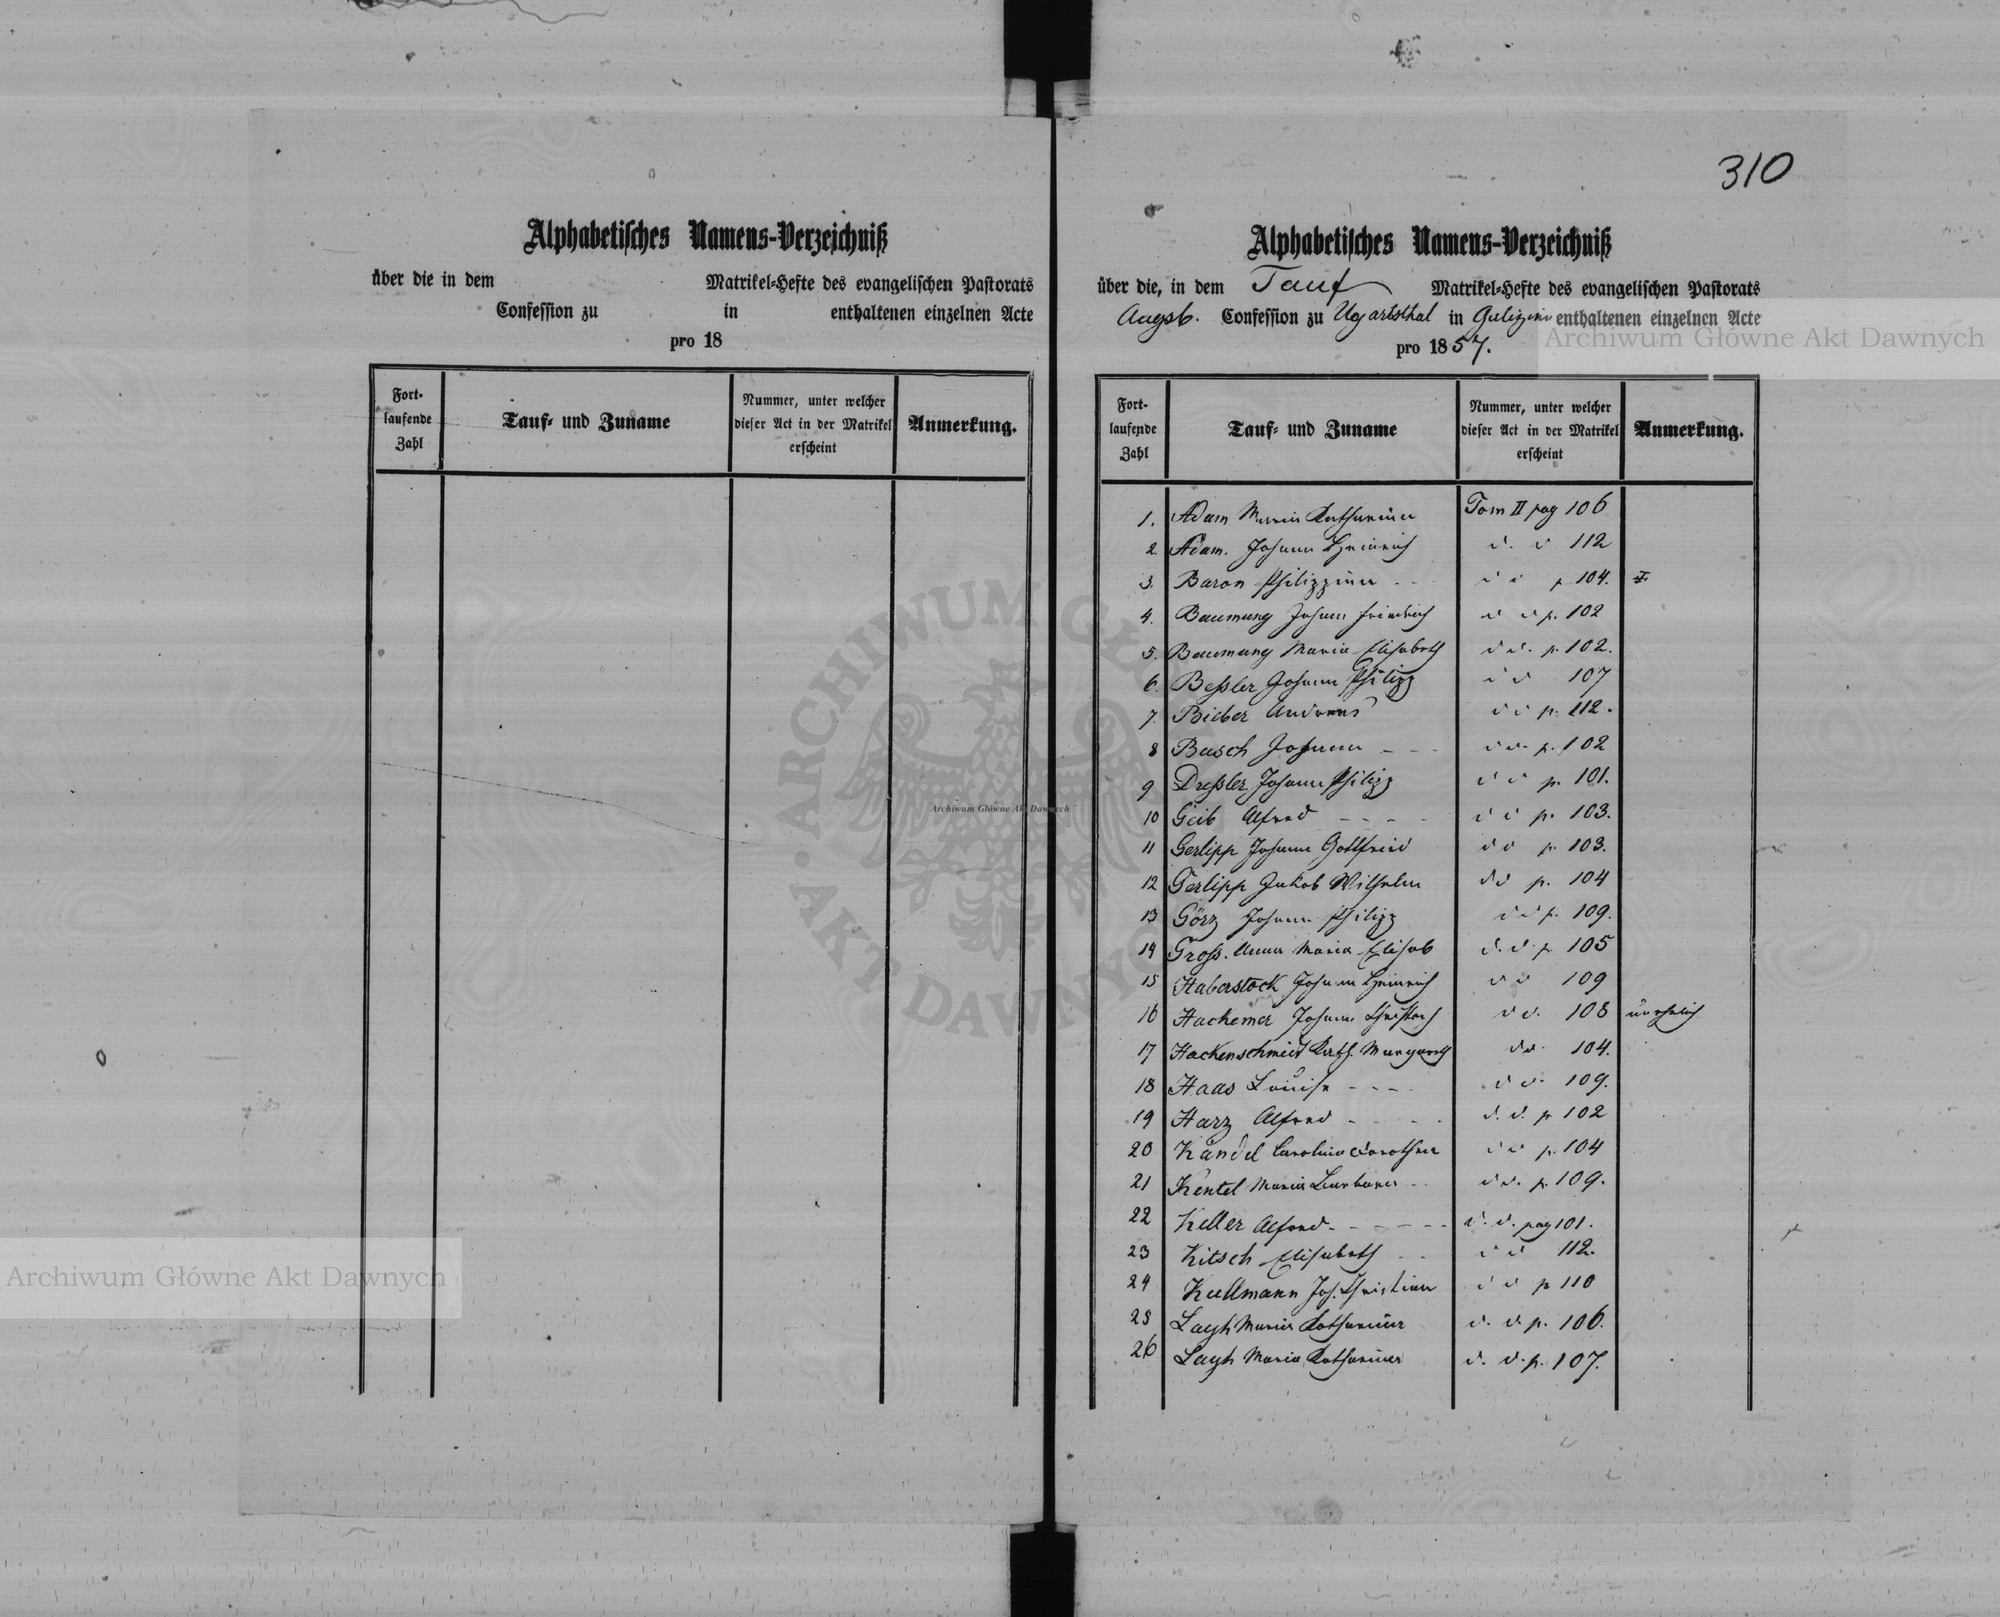 310
Alphabetisches Namens-Verzeichniß
über die in dem Matrikel-Hefte des evangelischen Pastorats
Confession zu in enthaltenen einzelnen Acte
pro 18
Fort-
laufende
Zahl
Tauf- und Zuname
Nummer, unter welcher
dieser Act in der Matrikel
erscheint
Anmerkung.
Alphabetisches Namens-Verzeichniß
über die, in dem Tauf Matrikel-Hefte des evangelischen Pastorats
Augsb. Confession zu Ugartsthal in Galizien enthaltenen einzelnen Acte
pro 1857.
Fort-
laufende
Zahl
Tauf- und Zuname
Nummer, unter welcher
dieser Act in der Matrikel
erscheint
Anmerkung.
1. Adam Maria Katharina Tom II pag 106
2. Adam. Johann Heinrich d. d 112
3. Baron Philippina d d p 104.
4. Baumung Johann Friedrich d d p. 102
5. Baumung Maria Elisabeth d d. p. 102.
6. Beßler Johann Philipp d d 107
7. Bieber Andreas d d p. 112.
8 Busch Johann d d. p. 102
9 Dreßler Johann Philipp d d p. 101.
10 Geib Alfred d d p. 103.
11 Gerlipp Johann Gottfried d d p. 103.
12 Gerlipp Jakob Wilhelm d d p. 104
13 Görz Johann Philipp d d p. 109.
14 Groß. Anna Maria Elisab d. d. p 105
15 Haberstock Johann Heinrich d d 109
16 Hachemer Johann Christoph d d. 108 unehelich
17 Hackenschmidt Kath. Margareth d d. 104.
18 Haas Louise d d. 109.
19 Harz Alfred d. d. p 102
20 Kandel Carolina Dorothea d d p. 104
21 Kentel Maria Barbara d d. p. 109.
22 Keller Alfred d. d. pag 101.
23 Kitsch Elisabeth d d 112.
24 Kullmann Joh. Christian d d p 110
25 Layh Maria Katharina d. d. p. 106.
26 Layh Maria Katharina d. d. p. 107.
Archiwum Główne Akt Dawnych
Archiwum Główne Akt Dawnych
Archiwum Główne Akt Dawnych